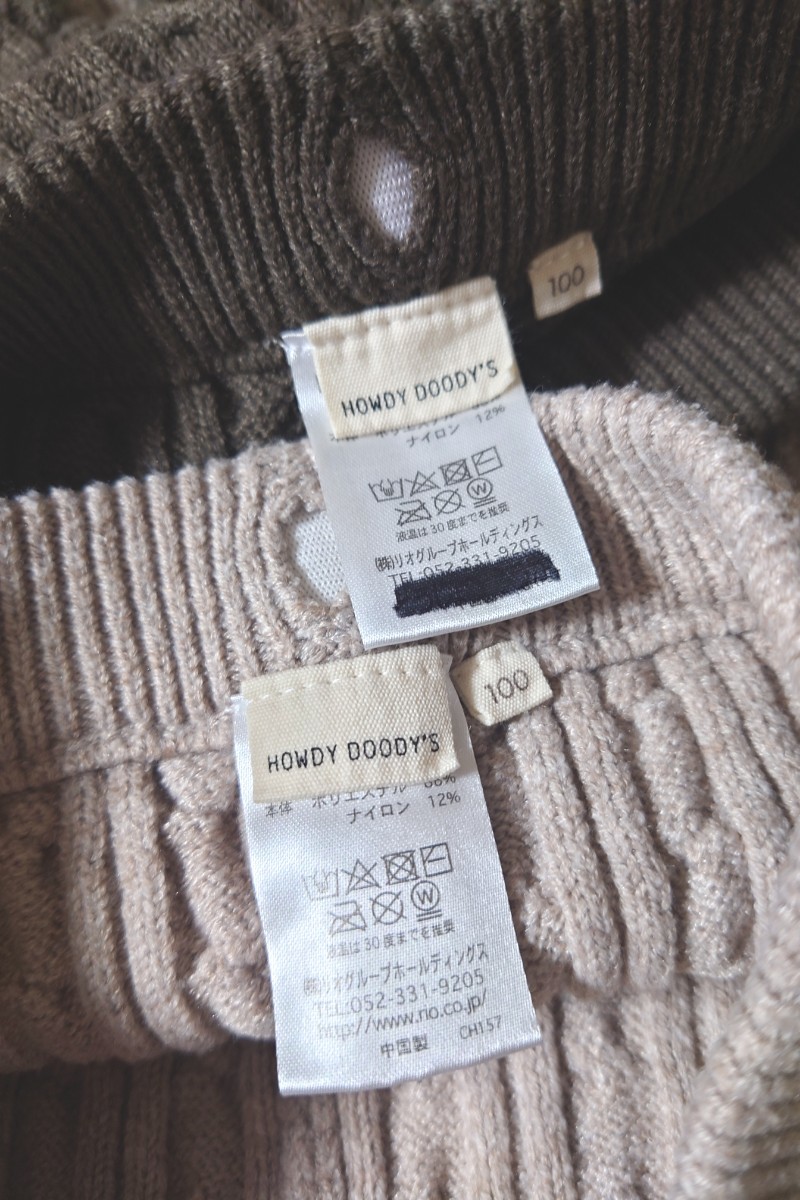 100
HOWDY DOODY'S
ナイロン 12%
液温は30度までを推奨
(株)リオグループホールディングス
TEL:052-331-9205
100
HOWDY DOODY'S
本体 ポリエステル 88%
ナイロン 12%
W
液温は30度までを推奨
(株)リオグループホールディングス
TEL:052-331-9205
http://www.rio.co.jp/
中国製 CH157